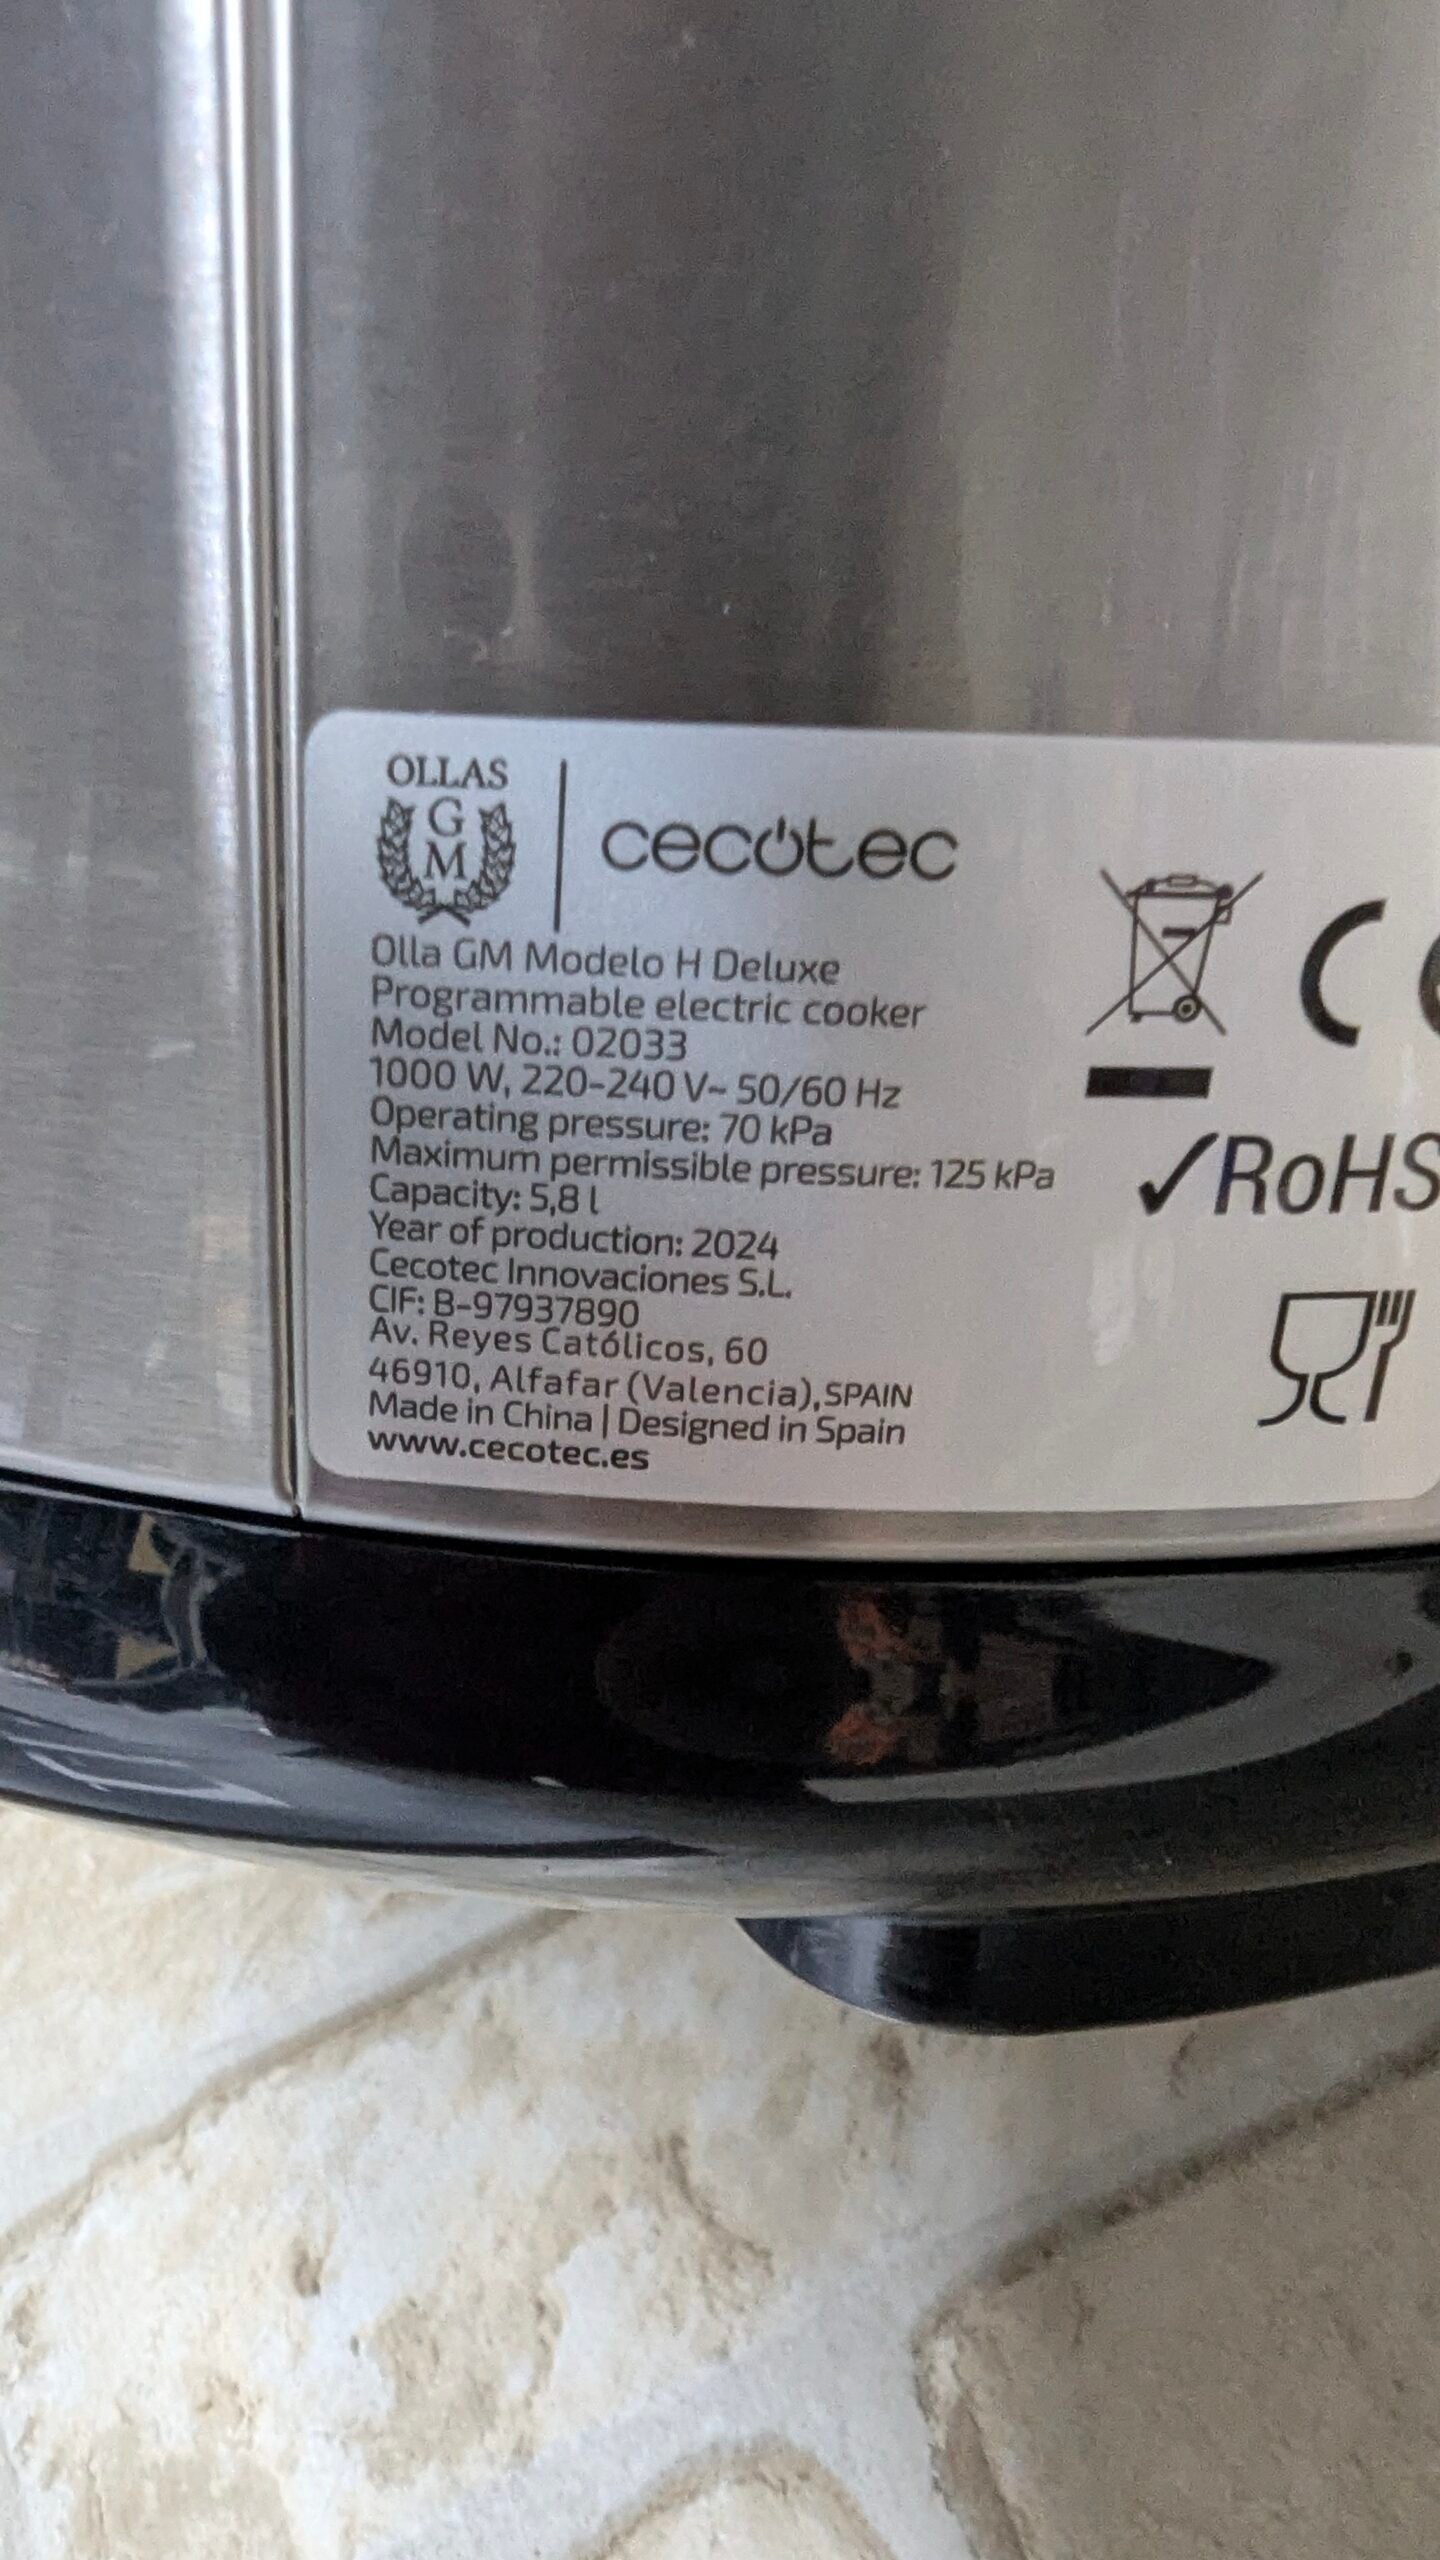 OLLAS
G
M
cecotec
Olla GM Modelo H Deluxe
Programmable electric cooker
Model No.: 02033
1000 W, 220-240 V~ 50/60 Hz
Operating pressure: 70 kPa
Maximum permissible pressure: 125 kPa
Capacity: 5,8 l
Year of production: 2024
Cecotec Innovaciones S.L.
CIF: B-97937890
Av. Reyes Católicos, 60
46910, Alfafar (Valencia),SPAIN
Made in China | Designed in Spain
www.cecotec.es
CE
✓RoHS